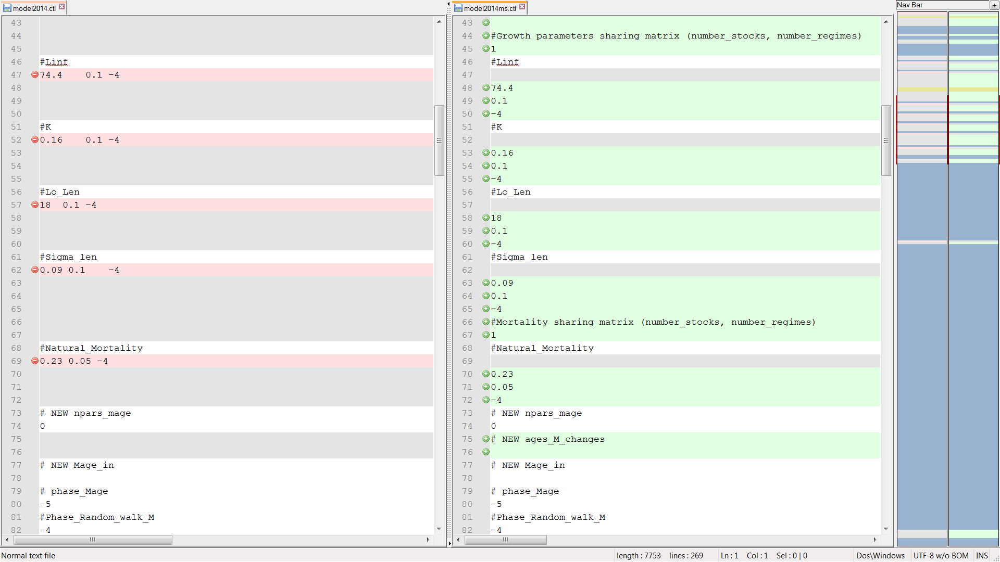 model2014.ctl
43
44
45
46 #Linf
47 74.4    0.1 -4
48
49
50
51 #K
52 0.16    0.1 -4
53
54
55
56 #Lo_Len
57 18  0.1 -4
58
59
60
61 #Sigma_len
62 0.09 0.1    -4
63
64
65
66
67
68 #Natural_Mortality
69 0.23 0.05 -4
70
71
72
73 # NEW npars_mage
74 0
75
76
77 # NEW Mage_in
78
79 # phase_Mage
80 -5
81 #Phase_Random_walk_M
82 -4
model2014ms.ctl
43
44 #Growth parameters sharing matrix (number_stocks, number_regimes)
45 1
46 #Linf
47
48 74.4
49 0.1
50 -4
51 #K
52
53 0.16
54 0.1
55 -4
56 #Lo_Len
57
58 18
59 0.1
60 -4
61 #Sigma_len
62
63 0.09
64 0.1
65 -4
66 #Mortality sharing matrix (number_stocks, number_regimes)
67 1
68 #Natural_Mortality
69
70 0.23
71 0.05
72 -4
73 # NEW npars_mage
74 0
75 # NEW ages_M_changes
76
77 # NEW Mage_in
78
79 # phase_Mage
80 -5
81 #Phase_Random_walk_M
82 -4
Nav Bar +
Normal text file length : 7753 lines : 269 Ln : 1 Col : 1 Sel : 0 | 0 Dos\Windows UTF-8 w/o BOM INS